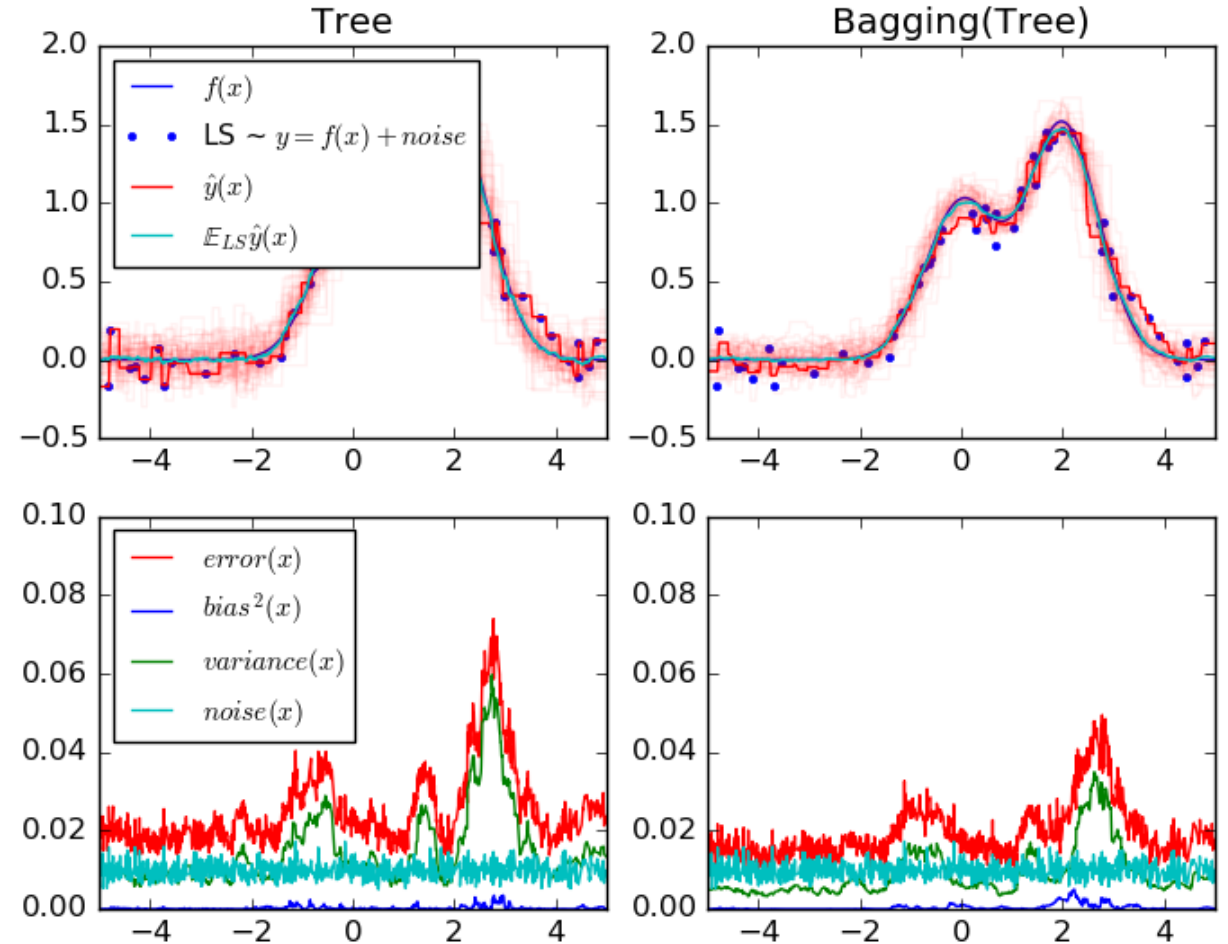 Tree
Bagging(Tree)
2.0
1.5
1.0
0.5
0.0
−0.5
−4 −2 0 2 4
f(x)
LS ~ y = f(x) + noise
ŷ(x)
𝔼_{LS} ŷ(x)
2.0
1.5
1.0
0.5
0.0
−0.5
−4 −2 0 2 4
0.10
0.08
0.06
0.04
0.02
0.00
−4 −2 0 2 4
error(x)
bias²(x)
variance(x)
noise(x)
0.10
0.08
0.06
0.04
0.02
0.00
−4 −2 0 2 4